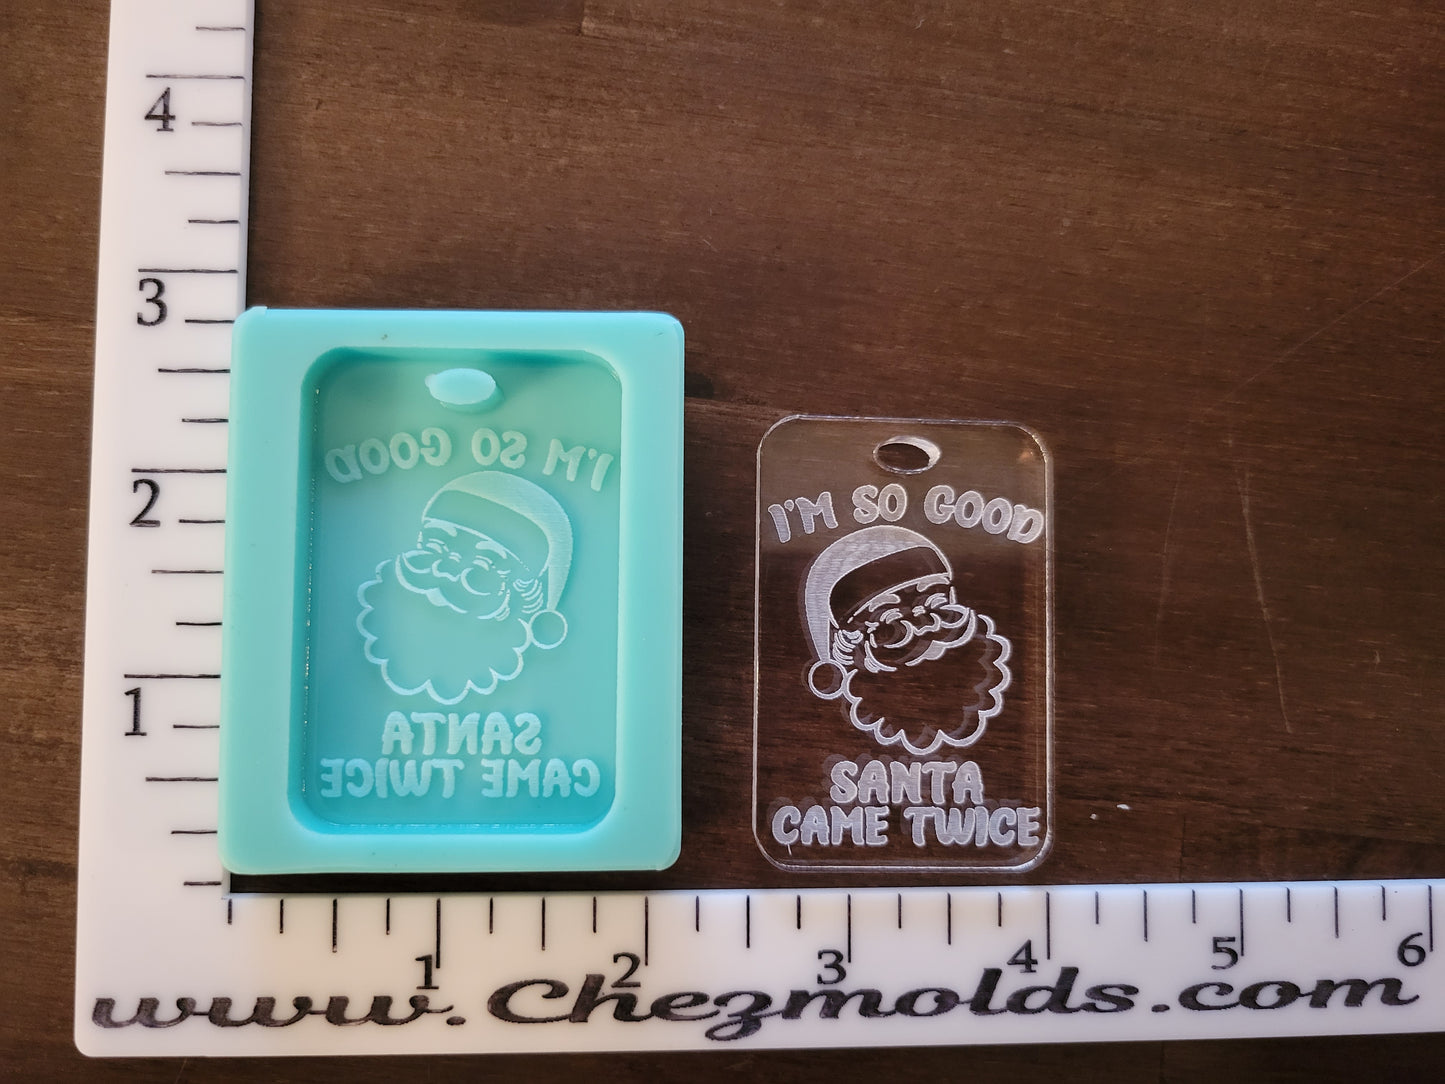 4
3
2
1
I'M SO GOOD
SANTA
CAME TWICE
I'M SO GOOD
SANTA
CAME TWICE
1 2 3 4 5 6
www.Chezmolds.com